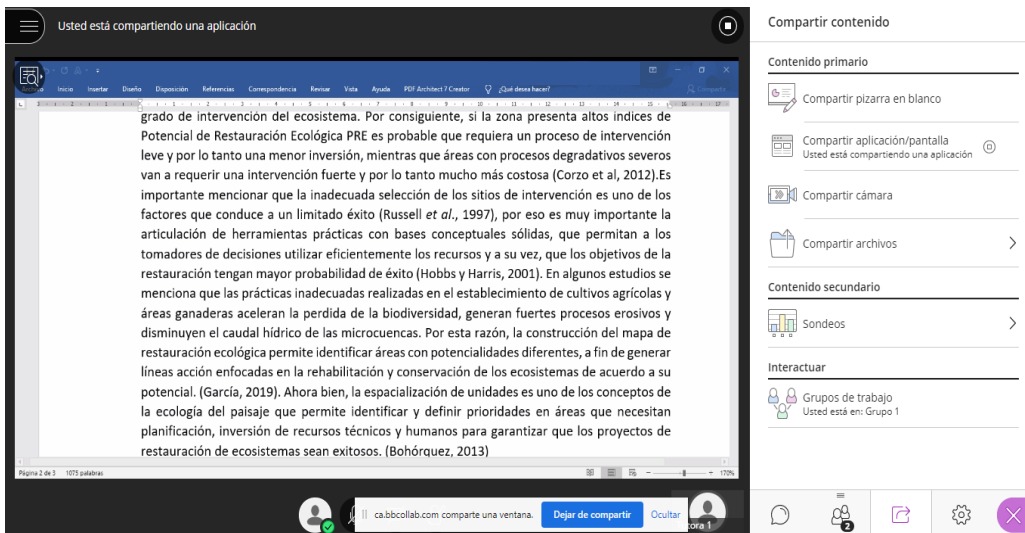 Usted está compartiendo una aplicación
Inicio Insertar Diseño Disposición Referencias Correspondencia Revisar Vista Ayuda PDF Architect 7 Creator ¿Qué desea hacer?
grado de intervención del ecosistema. Por consiguiente, si la zona presenta altos índices de
Potencial de Restauración Ecológica PRE es probable que requiera un proceso de intervención
leve y por lo tanto una menor inversión, mientras que áreas con procesos degradativos severos
van a requerir una intervención fuerte y por lo tanto mucho más costosa (Corzo et al, 2012).Es
importante mencionar que la inadecuada selección de los sitios de intervención es uno de los
factores que conduce a un limitado éxito (Russell et al., 1997), por eso es muy importante la
articulación de herramientas prácticas con bases conceptuales sólidas, que permitan a los
tomadores de decisiones utilizar eficientemente los recursos y a su vez, que los objetivos de la
restauración tengan mayor probabilidad de éxito (Hobbs y Harris, 2001). En algunos estudios se
menciona que las prácticas inadecuadas realizadas en el establecimiento de cultivos agrícolas y
áreas ganaderas aceleran la perdida de la biodiversidad, generan fuertes procesos erosivos y
disminuyen el caudal hídrico de las microcuencas. Por esta razón, la construcción del mapa de
restauración ecológica permite identificar áreas con potencialidades diferentes, a fin de generar
líneas acción enfocadas en la rehabilitación y conservación de los ecosistemas de acuerdo a su
potencial. (García, 2019). Ahora bien, la espacialización de unidades es uno de los conceptos de
la ecología del paisaje que permite identificar y definir prioridades en áreas que necesitan
planificación, inversión de recursos técnicos y humanos para garantizar que los proyectos de
restauración de ecosistemas sean exitosos. (Bohórquez, 2013)
Página 2 de 3 1075 palabras
170%
ca.bbcollab.com comparte una ventana. Dejar de compartir Ocultar
tora 1
Compartir contenido
Contenido primario
Compartir pizarra en blanco
Compartir aplicación/pantalla
Usted está compartiendo una aplicación
Compartir cámara
Compartir archivos
Contenido secundario
Sondeos
Interactuar
Grupos de trabajo
Usted está en: Grupo 1
2